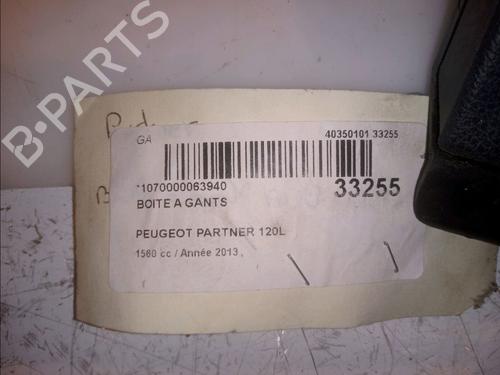 B-PARTS
GA
40350101 33255
*1070000063940
33255
BOITE A GANTS
PEUGEOT PARTNER 120L
1560 cc / Année 2013